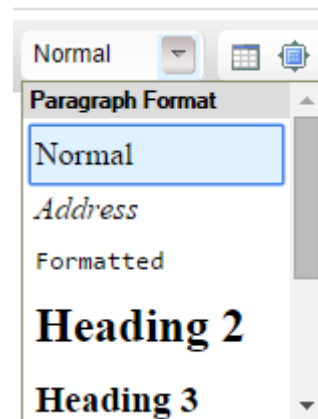 Normal
Paragraph Format
Normal
Address
Formatted
Heading 2
Heading 3